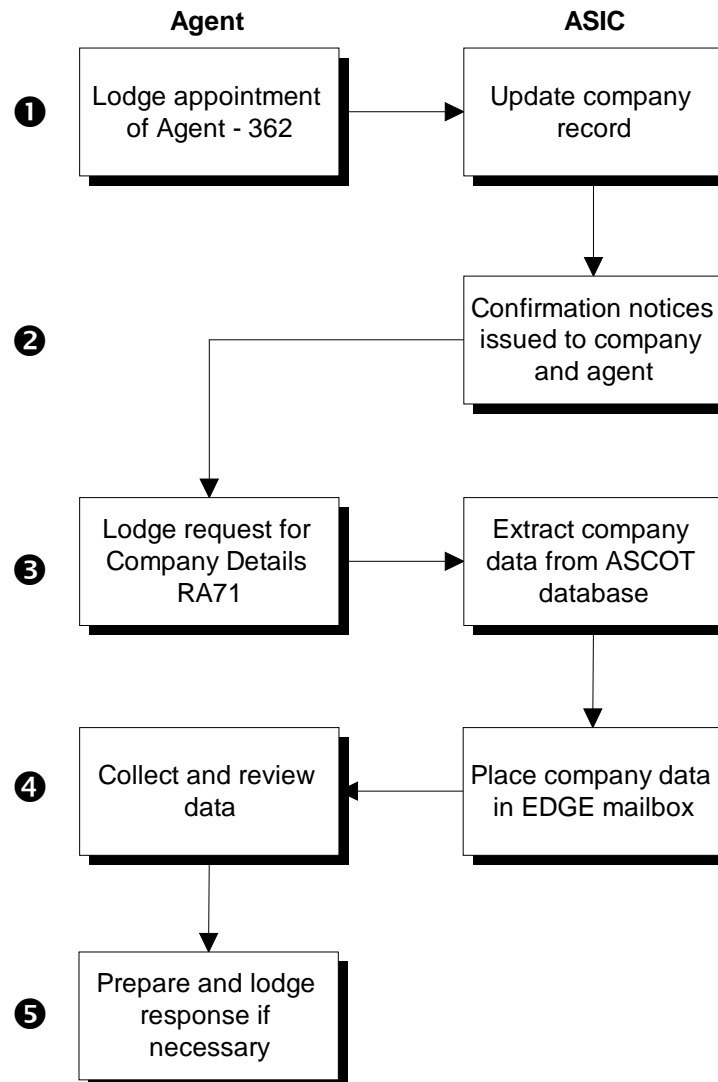 Agent
ASIC
❶
Lodge appointment
of Agent - 362
Update company
record
❷
Confirmation notices
issued to company
and agent
❸
Lodge request for
Company Details
RA71
Extract company
data from ASCOT
database
❹
Collect and review
data
Place company data
in EDGE mailbox
❺
Prepare and lodge
response if
necessary